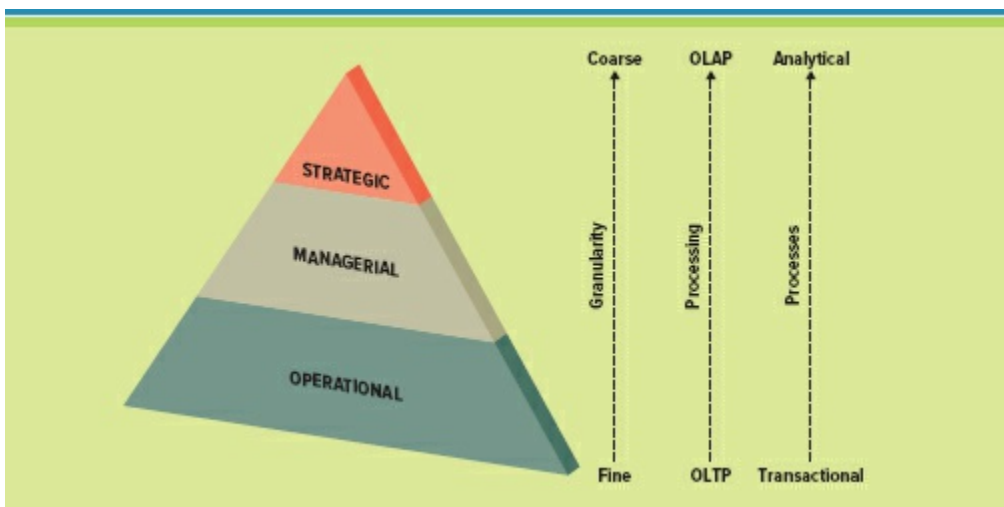 Coarse OLAP Analytical
STRATEGIC
MANAGERIAL
OPERATIONAL
Granularity
Processing
Processes
Fine OLTP Transactional